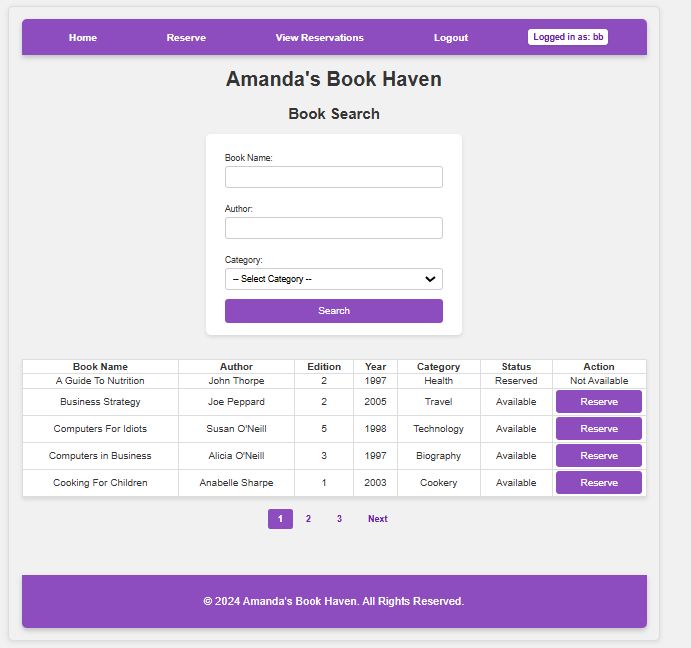 Home Reserve View Reservations Logout Logged in as: bb
Amanda's Book Haven
Book Search
Book Name:
Author:
Category:
-- Select Category --
Search
Book Name Author Edition Year Category Status Action
A Guide To Nutrition John Thorpe 2 1997 Health Reserved Not Available
Business Strategy Joe Peppard 2 2005 Travel Available Reserve
Computers For Idiots Susan O'Neill 5 1998 Technology Available Reserve
Computers in Business Alicia O'Neill 3 1997 Biography Available Reserve
Cooking For Children Anabelle Sharpe 1 2003 Cookery Available Reserve
1 2 3 Next
© 2024 Amanda's Book Haven. All Rights Reserved.